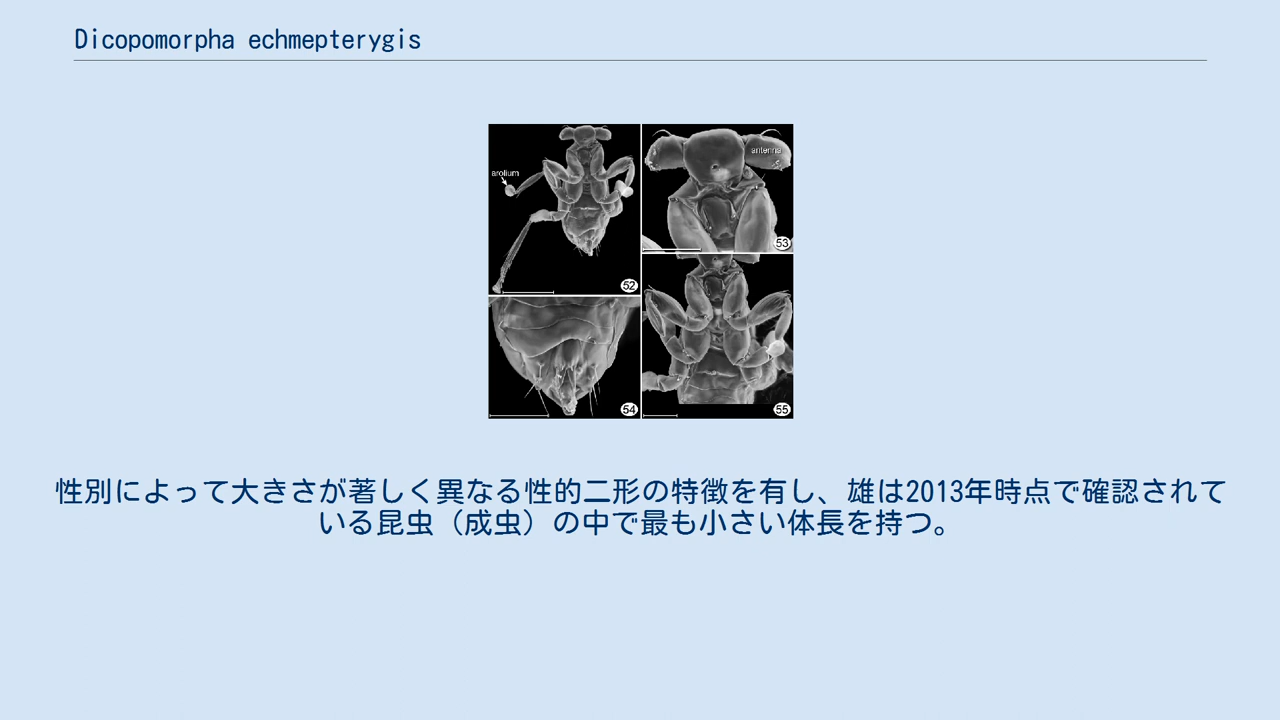 Dicopomorpha echmepterygis
arolium
52
antenna
53
54
55
性別によって大きさが著しく異なる性的二形の特徴を有し、雄は2013年時点で確認されて
いる昆虫（成虫）の中で最も小さい体長を持つ。